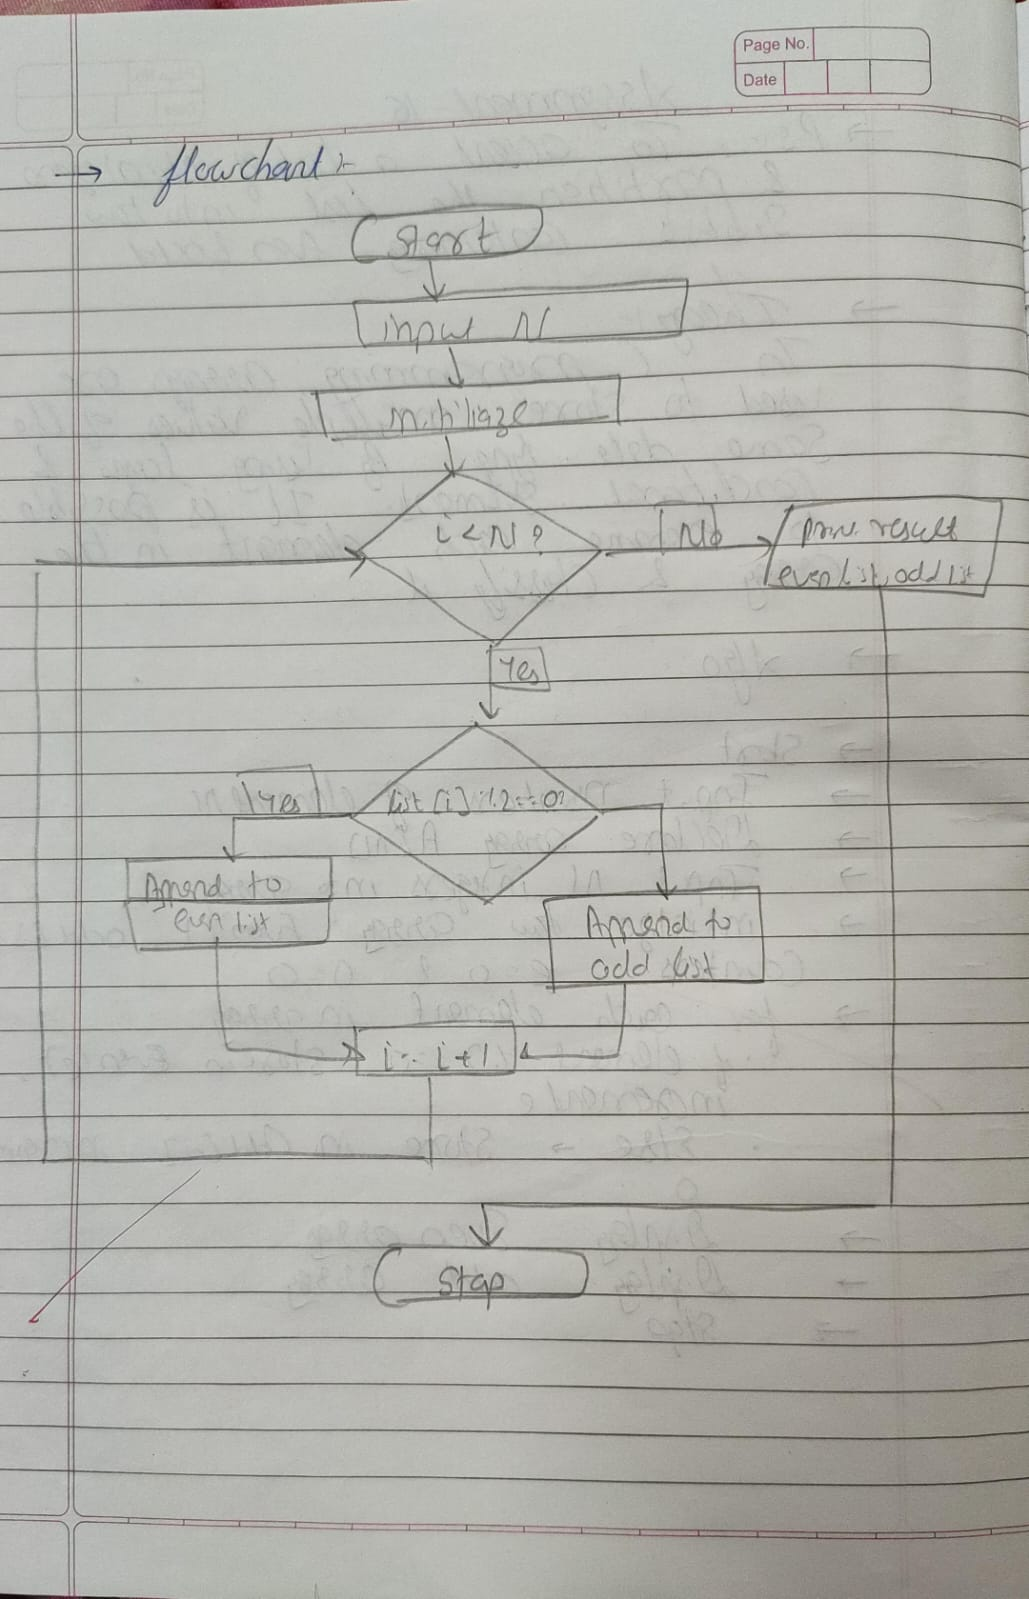 Page No.
Date
→ flowchart :-
Start
input N
initiliaze
i < N ?
No
Print result
even list, odd list
Yes
list [i] % 2 == 0?
Yes
Append to
even list
Append to
odd list
i = i + 1
Stop